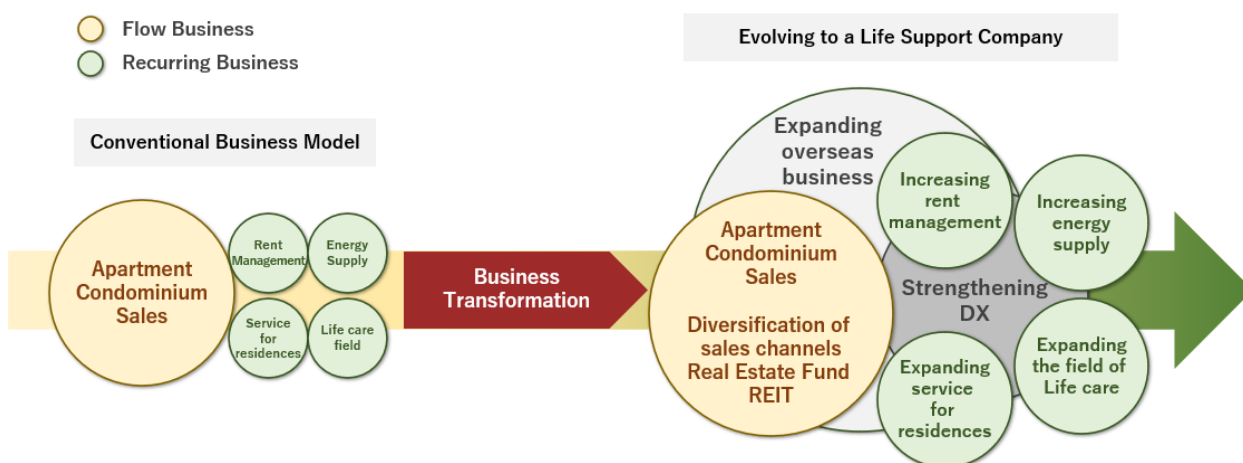 Flow Business
Recurring Business
Conventional Business Model
Apartment
Condominium
Sales
Rent
Management
Energy
Supply
Service
for
residences
Life care
field
Business
Transformation
Evolving to a Life Support Company
Expanding
overseas
business
Increasing
rent
management
Increasing
energy
supply
Apartment
Condominium
Sales
Diversification of
sales channels
Real Estate Fund
REIT
Strengthening
DX
Expanding
service
for
residences
Expanding
the field of
Life care